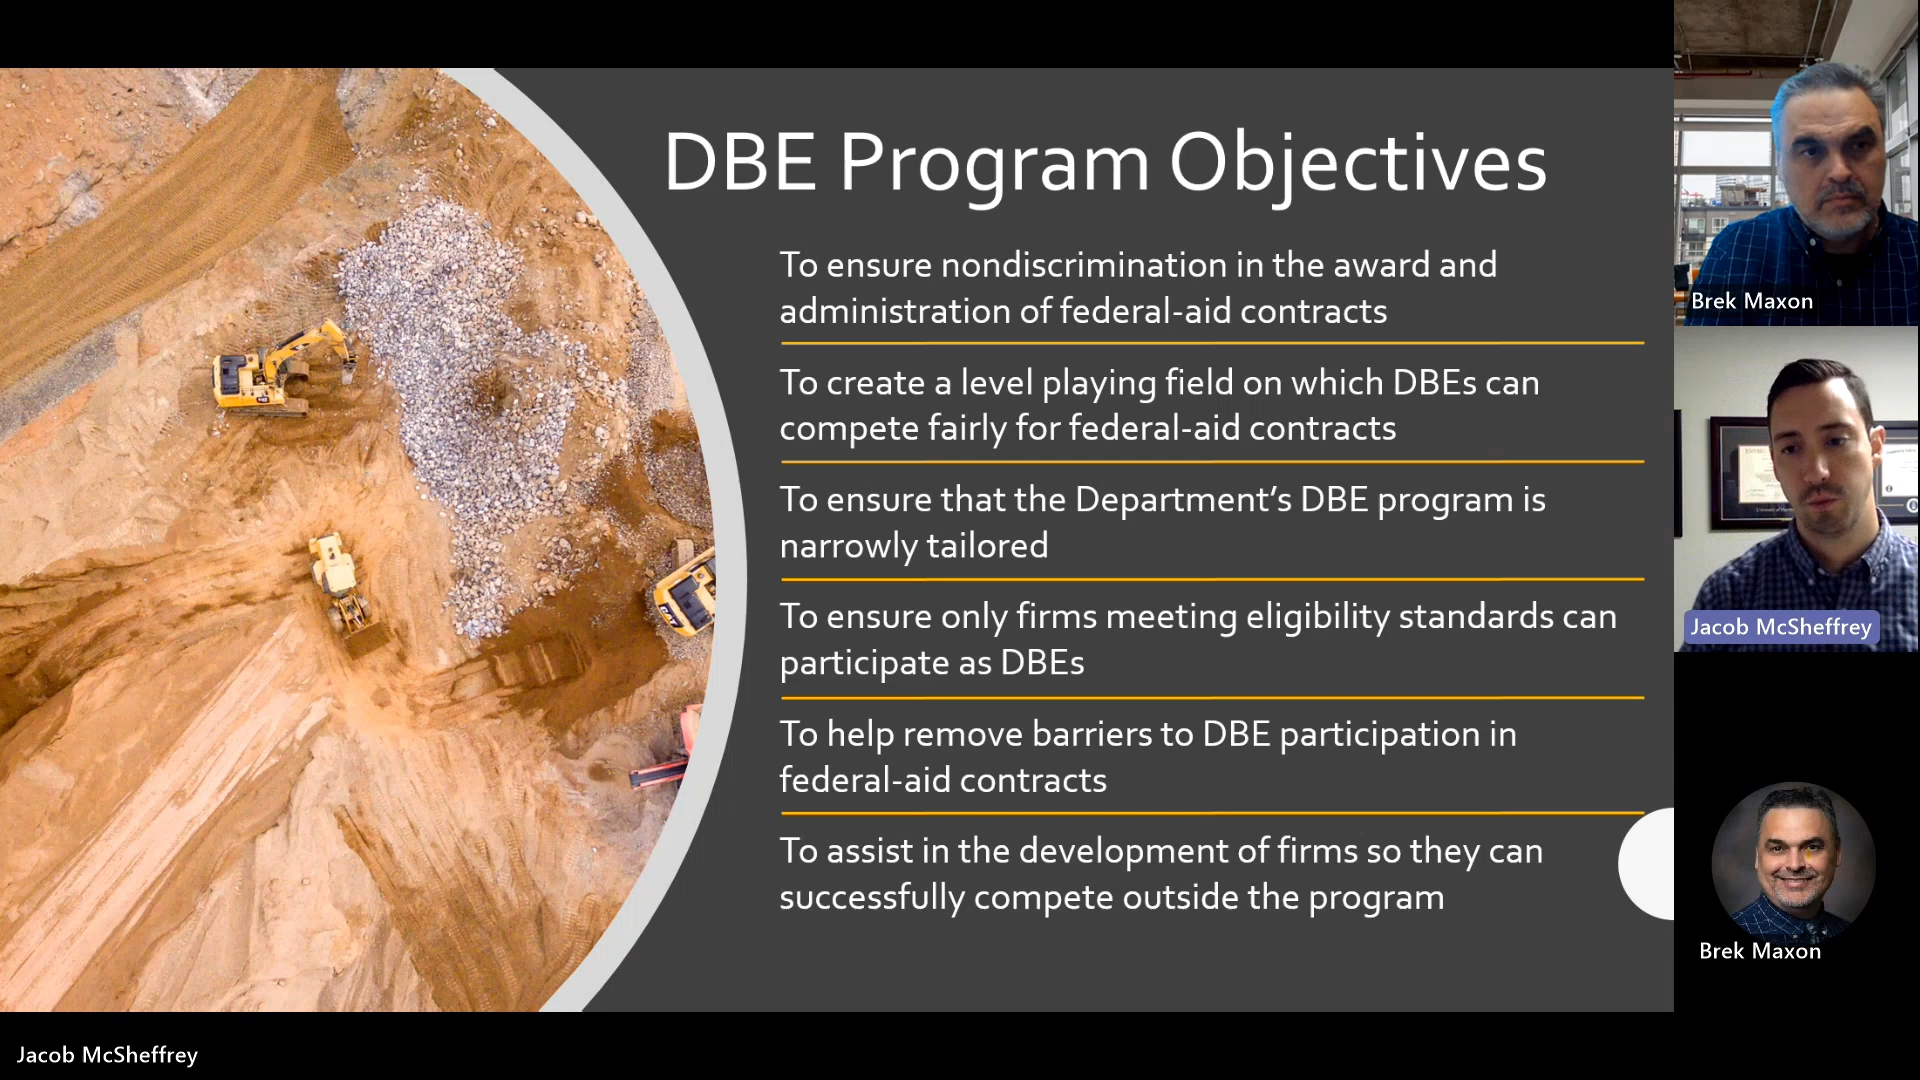 DBE Program Objectives
To ensure nondiscrimination in the award and
administration of federal-aid contracts
To create a level playing field on which DBEs can
compete fairly for federal-aid contracts
To ensure that the Department's DBE program is
narrowly tailored
To ensure only firms meeting eligibility standards can
participate as DBEs
To help remove barriers to DBE participation in
federal-aid contracts
To assist in the development of firms so they can
successfully compete outside the program
Brek Maxon
Jacob McSheffrey
Brek Maxon
Jacob McSheffrey